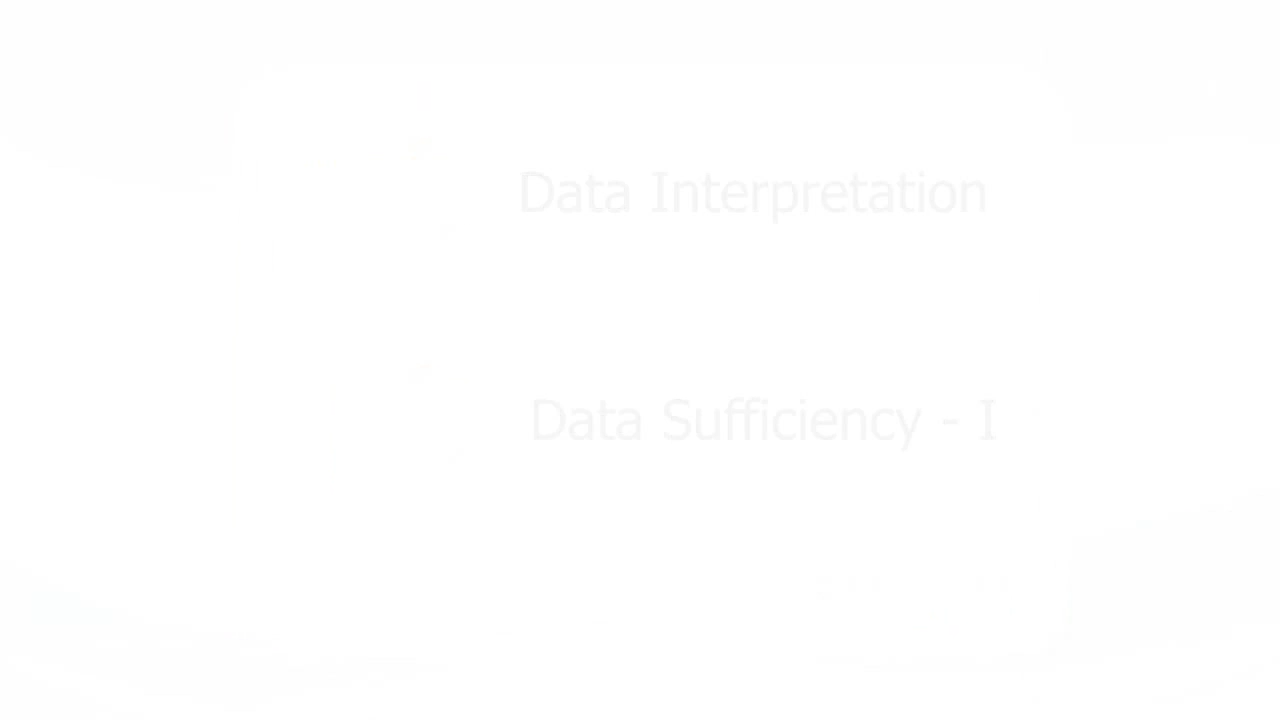 Data Interpretation
Data Sufficiency - I